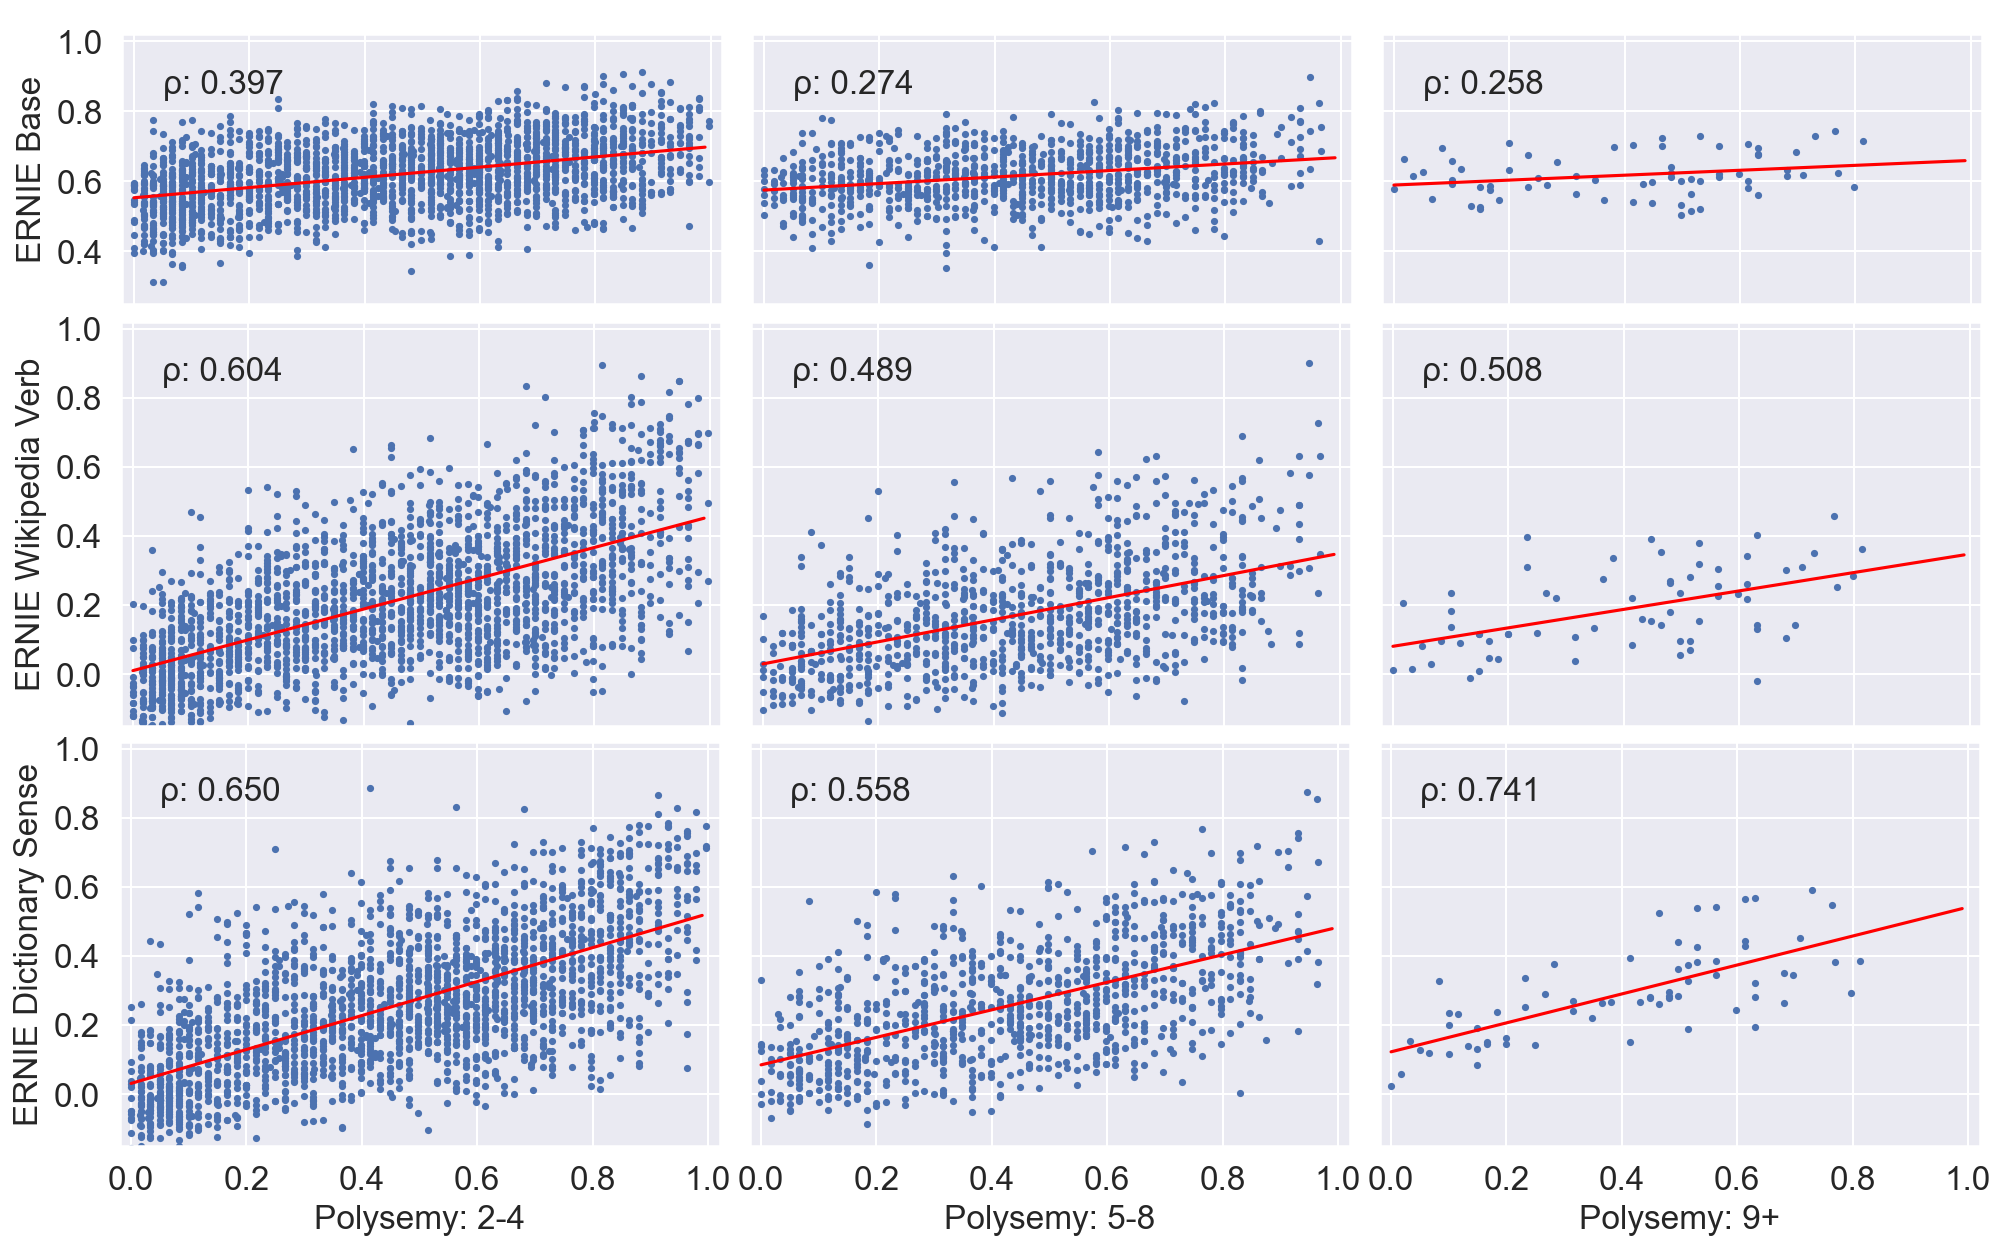 ERNIE Base
1.0
0.8
0.6
0.4
ρ: 0.397
ρ: 0.274
ρ: 0.258
ERNIE Wikipedia Verb
1.0
0.8
0.6
0.4
0.2
0.0
ρ: 0.604
ρ: 0.489
ρ: 0.508
ERNIE Dictionary Sense
1.0
0.8
0.6
0.4
0.2
0.0
ρ: 0.650
ρ: 0.558
ρ: 0.741
0.0 0.2 0.4 0.6 0.8 1.0
0.0 0.2 0.4 0.6 0.8 1.0
0.0 0.2 0.4 0.6 0.8 1.0
Polysemy: 2-4
Polysemy: 5-8
Polysemy: 9+